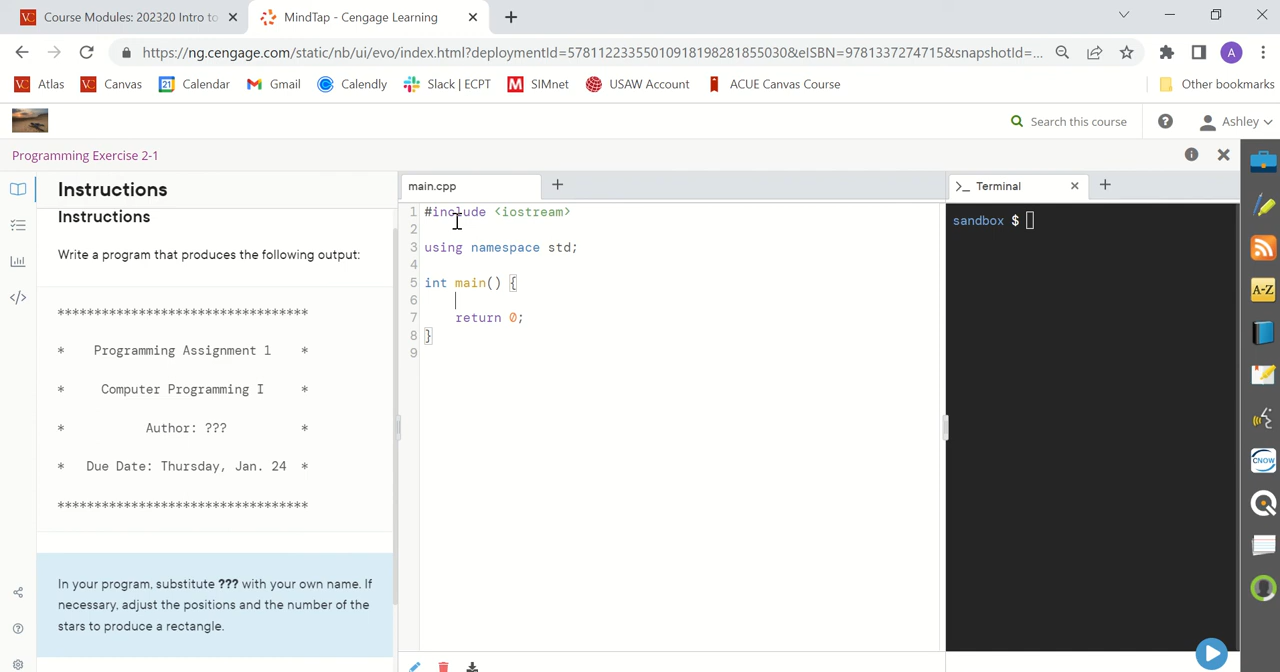 Course Modules: 202320 Intro to
MindTap - Cengage Learning
https://ng.cengage.com/static/nb/ui/evo/index.html?deploymentId=57811223355010918198281855030&eISBN=9781337274715&snapshotId=...
A
Atlas
Canvas
Calendar
Gmail
Calendly
Slack | ECPT
SIMnet
USAW Account
ACUE Canvas Course
Other bookmarks
Search this course
Ashley
Programming Exercise 2-1
Instructions
Instructions
Write a program that produces the following output:
**********************************
* Programming Assignment 1 *
* Computer Programming I *
* Author: ??? *
* Due Date: Thursday, Jan. 24 *
**********************************
In your program, substitute ??? with your own name. If
necessary, adjust the positions and the number of the
stars to produce a rectangle.
main.cpp
1 #include <iostream>
2
3 using namespace std;
4
5 int main() {
6
7 return 0;
8 }
9
>_ Terminal
sandbox $
A-Z
CNOW